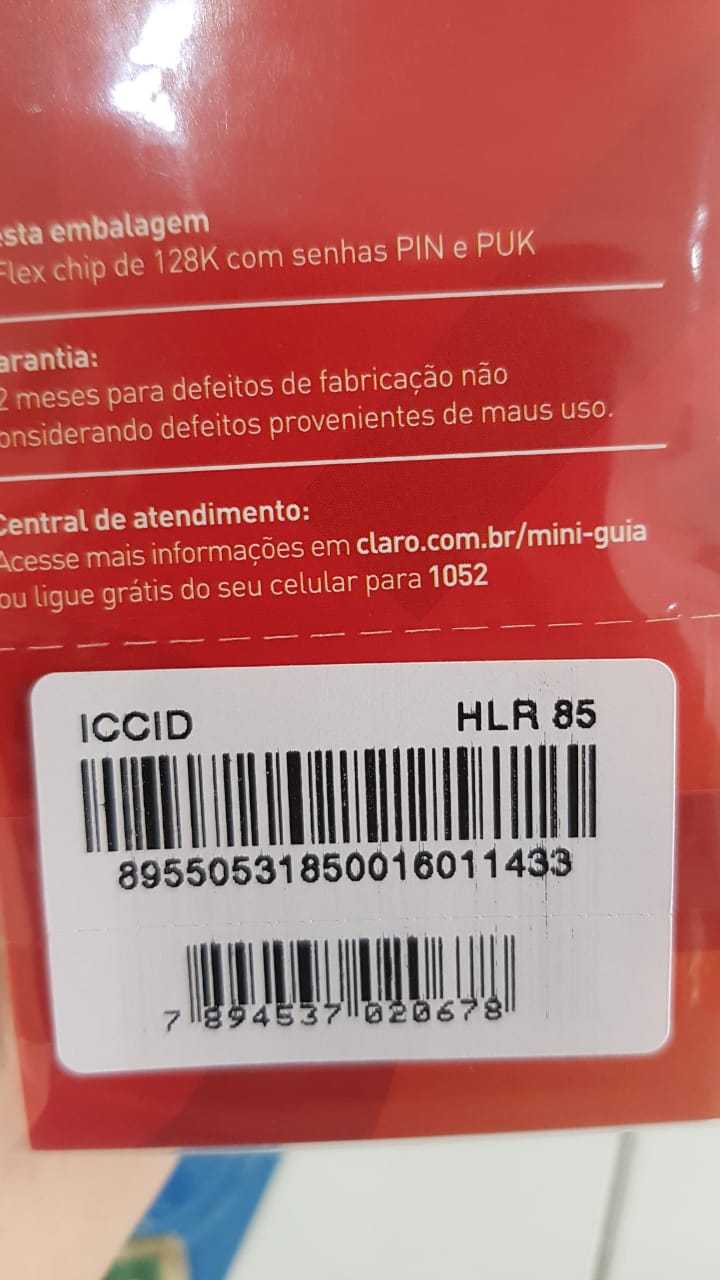 esta embalagem
Flex chip de 128K com senhas PIN e PUK
arantia:
2 meses para defeitos de fabricação não
onsiderando defeitos provenientes de maus uso.
Central de atendimento:
Acesse mais informações em claro.com.br/mini-guia
ou ligue grátis do seu celular para 1052
ICCID HLR 85
89550531850016011433
7 894537 020678